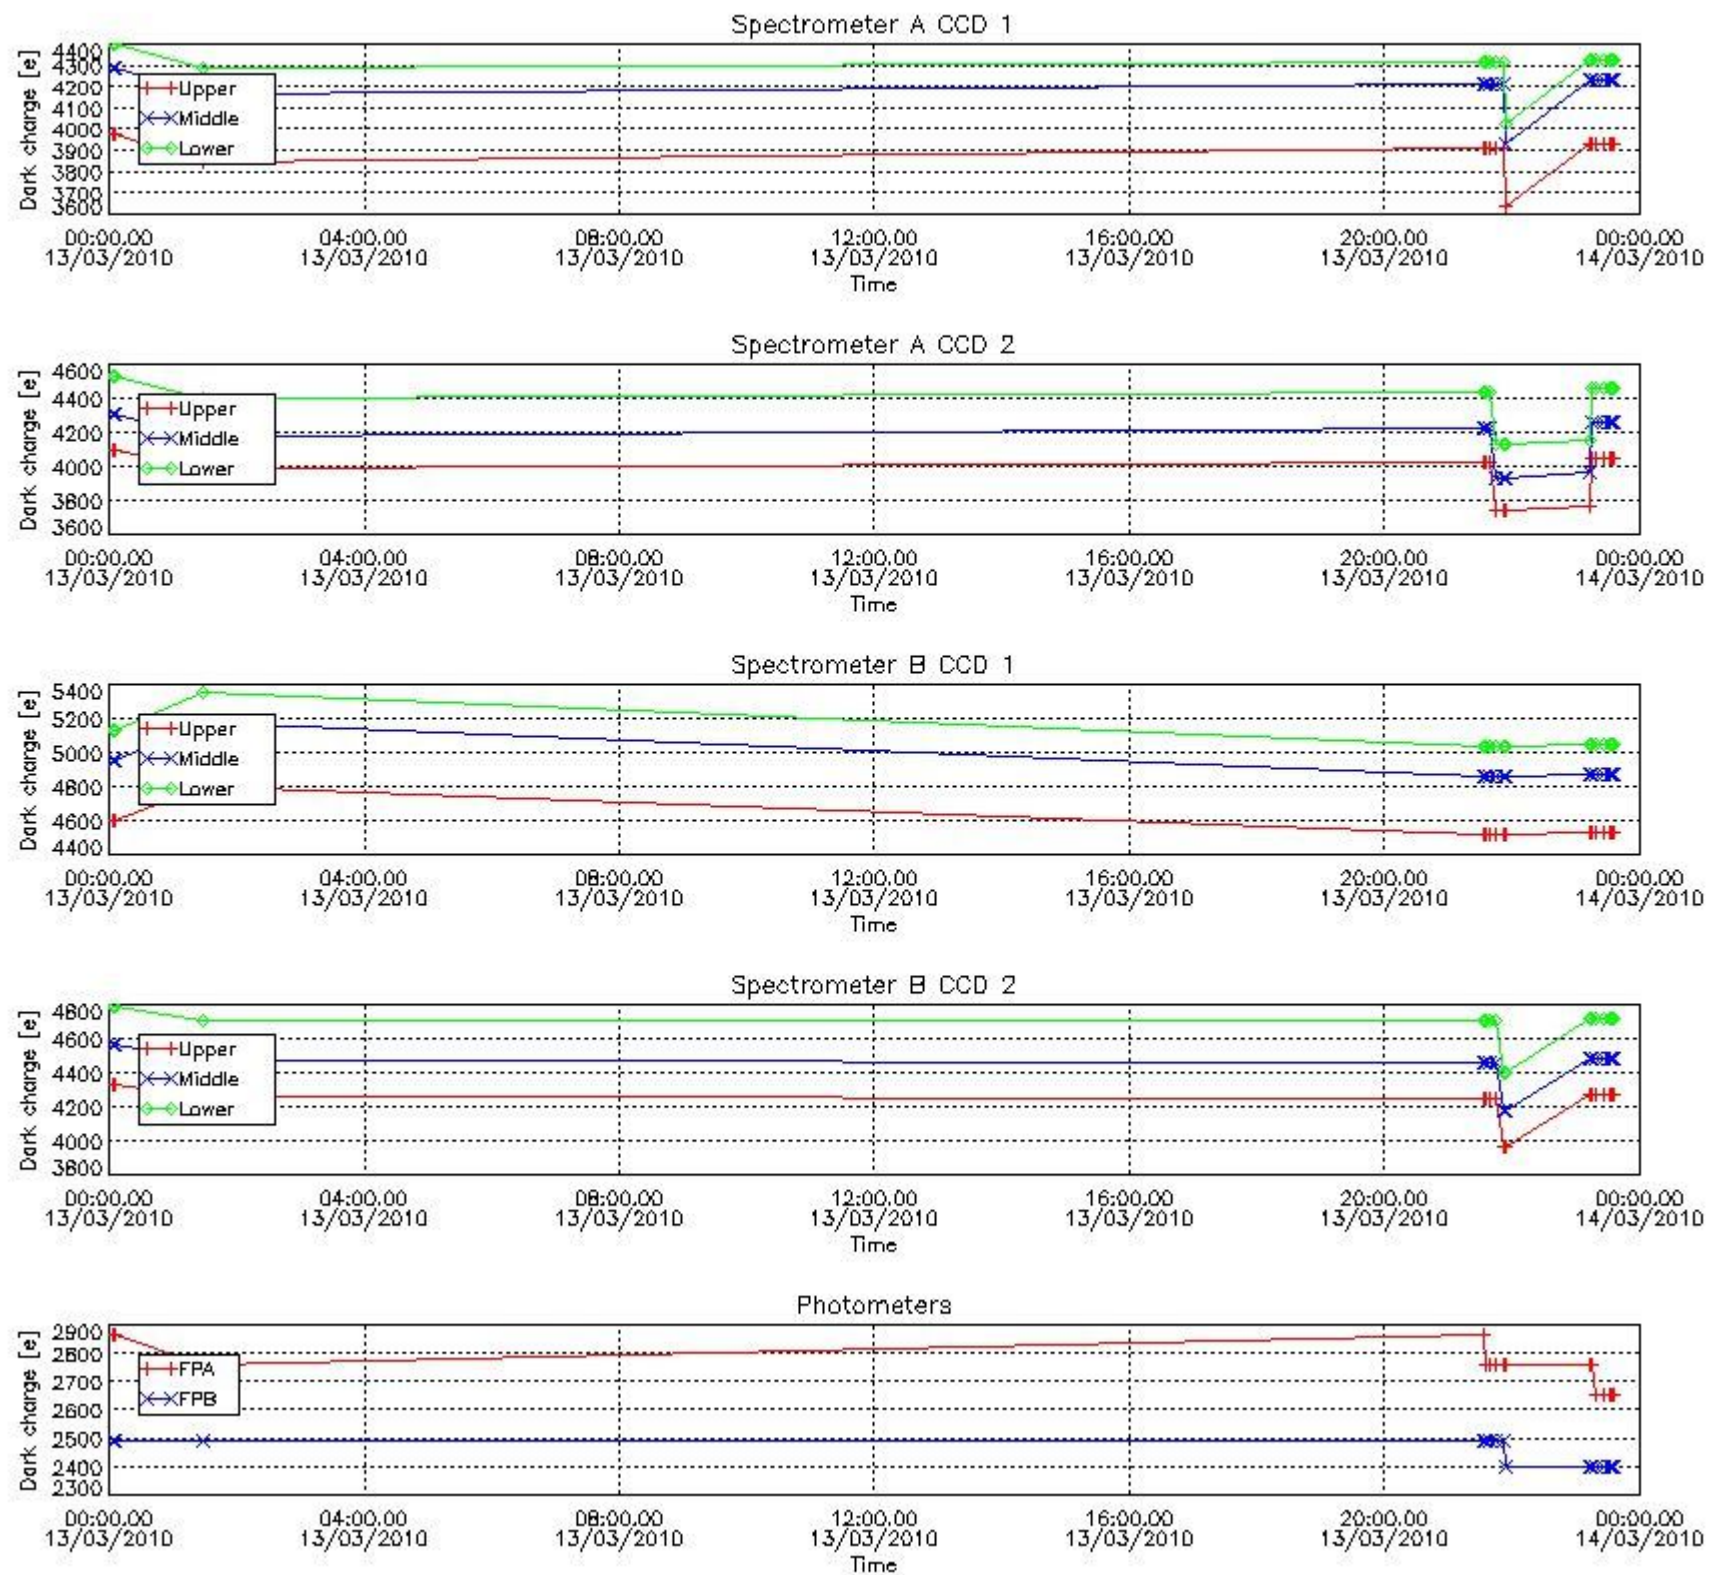 Spectrometer A CCD 1
Dark charge [e]
4400
4300
4200
4100
4000
3900
3800
3700
3600
Upper
Middle
Lower
00:00.00 04:00.00 08:00.00 12:00.00 16:00.00 20:00.00 00:00.00
13/03/2010 13/03/2010 13/03/2010 13/03/2010 13/03/2010 13/03/2010 14/03/2010
Time
Spectrometer A CCD 2
Dark charge [e]
4600
4400
4200
4000
3800
3600
Upper
Middle
Lower
00:00.00 04:00.00 08:00.00 12:00.00 16:00.00 20:00.00 00:00.00
13/03/2010 13/03/2010 13/03/2010 13/03/2010 13/03/2010 13/03/2010 14/03/2010
Time
Spectrometer B CCD 1
Dark charge [e]
5400
5200
5000
4800
4600
4400
Upper
Middle
Lower
00:00.00 04:00.00 08:00.00 12:00.00 16:00.00 20:00.00 00:00.00
13/03/2010 13/03/2010 13/03/2010 13/03/2010 13/03/2010 13/03/2010 14/03/2010
Time
Spectrometer B CCD 2
Dark charge [e]
4800
4600
4400
4200
4000
3800
Upper
Middle
Lower
00:00.00 04:00.00 08:00.00 12:00.00 16:00.00 20:00.00 00:00.00
13/03/2010 13/03/2010 13/03/2010 13/03/2010 13/03/2010 13/03/2010 14/03/2010
Time
Photometers
Dark charge [e]
2900
2800
2700
2600
2500
2400
2300
FPA
FPB
00:00.00 04:00.00 08:00.00 12:00.00 16:00.00 20:00.00 00:00.00
13/03/2010 13/03/2010 13/03/2010 13/03/2010 13/03/2010 13/03/2010 14/03/2010
Time